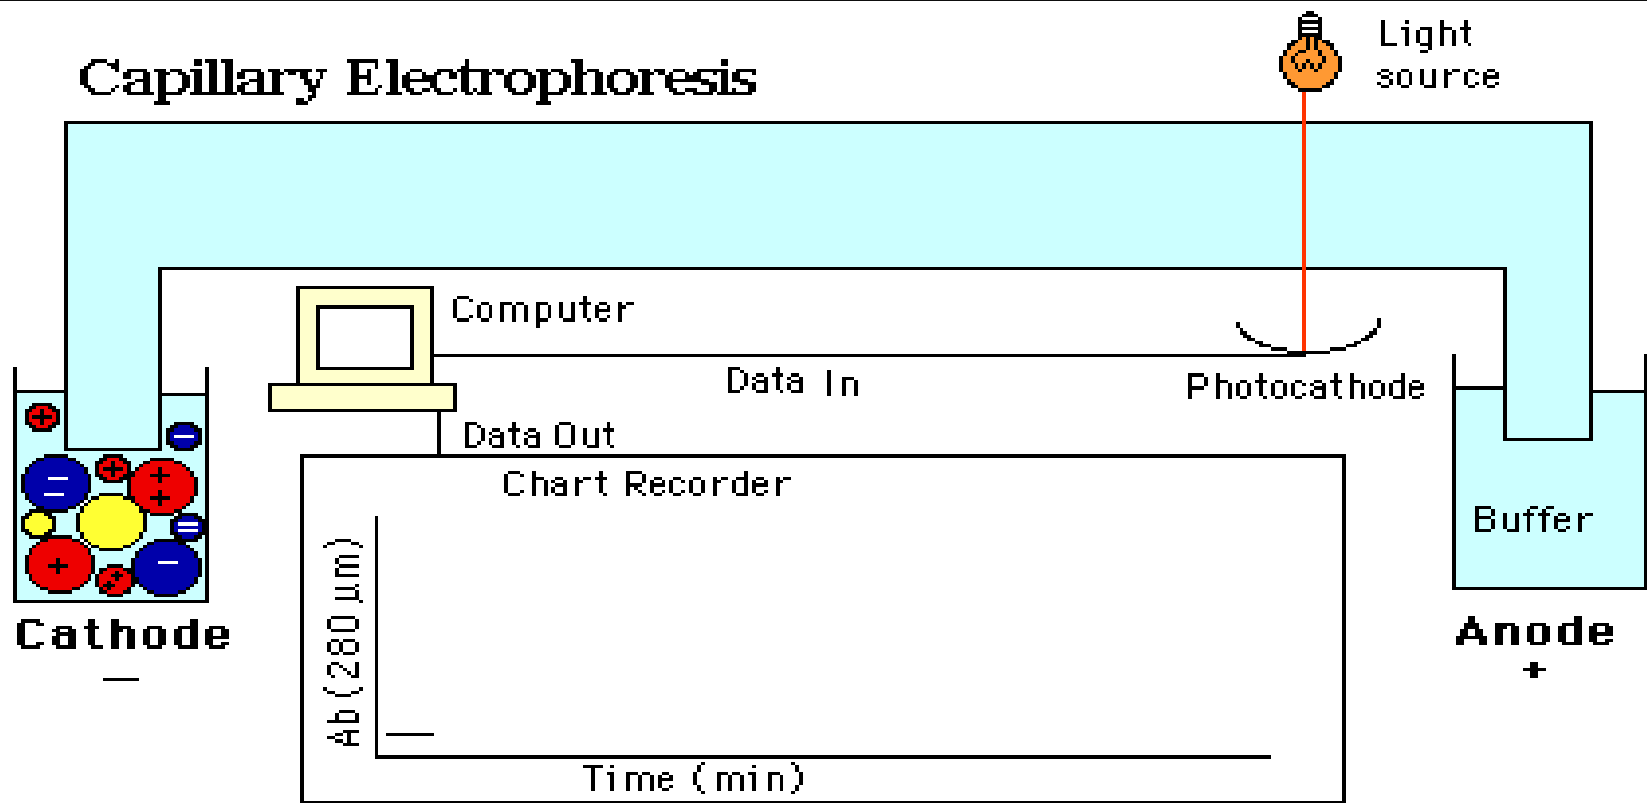 Capillary Electrophoresis
Light
source
Computer
Data In
Photocathode
Data Out
Chart Recorder
Buffer
Ab (280 µm)
Time (min)
Cathode
—
Anode
+
+
−
+
+
+
−
−
=
+
+
+
−